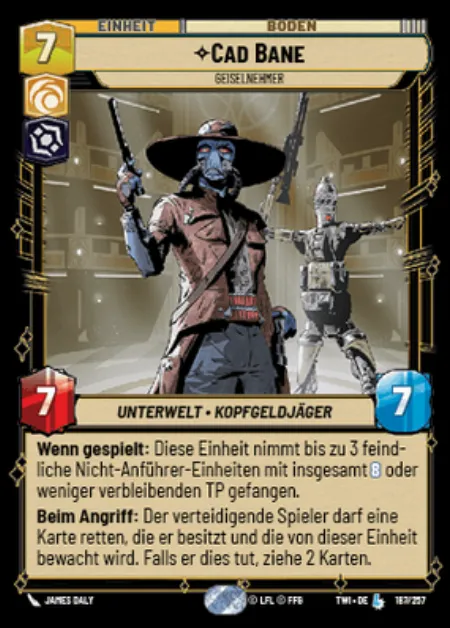 EINHEIT
BODEN
7
CAD BANE
GEISELNEHMER
7
7
UNTERWELT • KOPFGELDJÄGER
Wenn gespielt: Diese Einheit nimmt bis zu 3 feind-
liche Nicht-Anführer-Einheiten mit insgesamt 8 oder
weniger verbleibenden TP gefangen.
Beim Angriff: Der verteidigende Spieler darf eine
Karte retten, die er besitzt und die von dieser Einheit
bewacht wird. Falls er dies tut, ziehe 2 Karten.
JAMES DALY
© LFL © FFG
TWI • DE
L
187/257